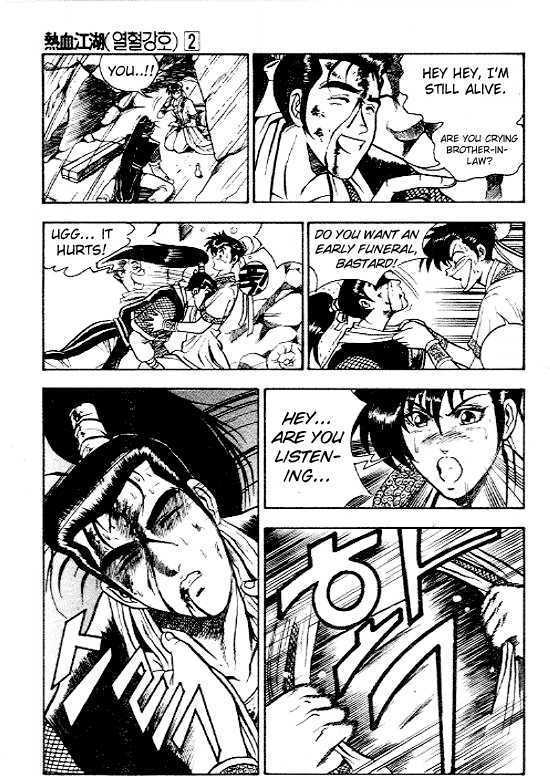 熱血江湖(열혈강호) 2
YOU..!!
HEY HEY, I'M
STILL ALIVE.
ARE YOU CRYING
BROTHER-IN-
LAW?
UGG... IT
HURTS!
DO YOU WANT AN
EARLY FUNERAL,
BASTARD!
HEY...
ARE YOU
LISTEN-
ING...